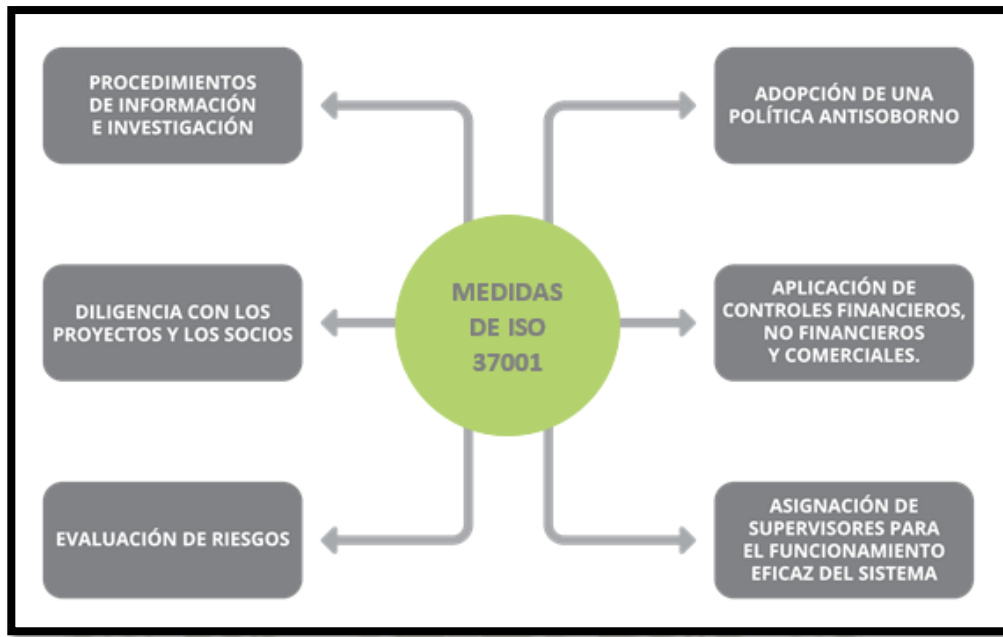 PROCEDIMIENTOS
DE INFORMACIÓN
E INVESTIGACIÓN
ADOPCIÓN DE UNA
POLÍTICA ANTISOBORNO
DILIGENCIA CON LOS
PROYECTOS Y LOS SOCIOS
MEDIDAS
DE ISO
37001
APLICACIÓN DE
CONTROLES FINANCIEROS,
NO FINANCIEROS
Y COMERCIALES.
EVALUACIÓN DE RIESGOS
ASIGNACIÓN DE
SUPERVISORES PARA
EL FUNCIONAMIENTO
EFICAZ DEL SISTEMA